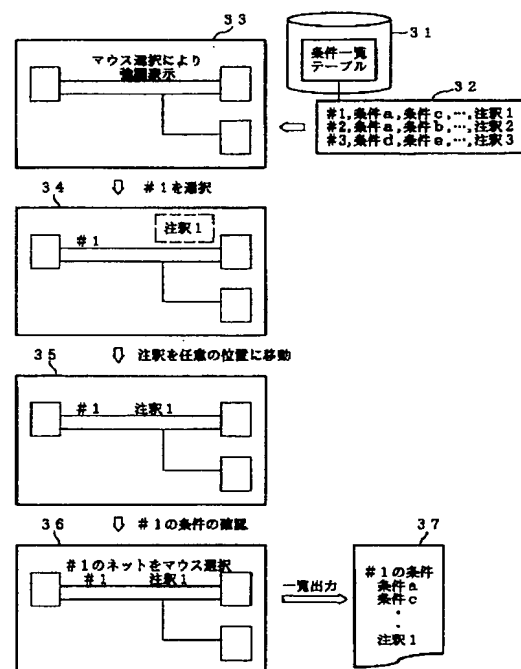 33
マウス選択により
強調表示
31
条件一覧
テーブル
32
#1,条件a,条件c,…,注釈1
#2,条件a,条件b,…,注釈2
#3,条件d,条件e,…,注釈3
34
#1を選択
注釈1
#1
35
注釈を任意の位置に移動
#1 注釈1
36
#1の条件の確認
#1のネットをマウス選択
#1 注釈1
一覧出力
37
#1の条件
条件a
条件c
・
・
注釈1